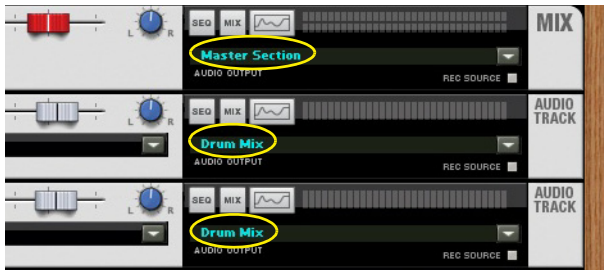 L R SEQ MIX MIX
Master Section
AUDIO OUTPUT REC SOURCE
L R SEQ MIX AUDIO
TRACK
Drum Mix
AUDIO OUTPUT REC SOURCE
L R SEQ MIX AUDIO
TRACK
Drum Mix
AUDIO OUTPUT REC SOURCE